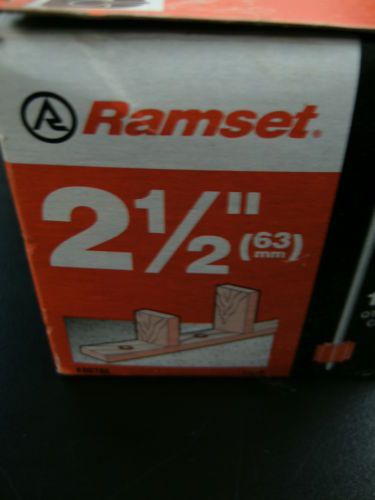 Ramset.
2 1/2" (63 mm)